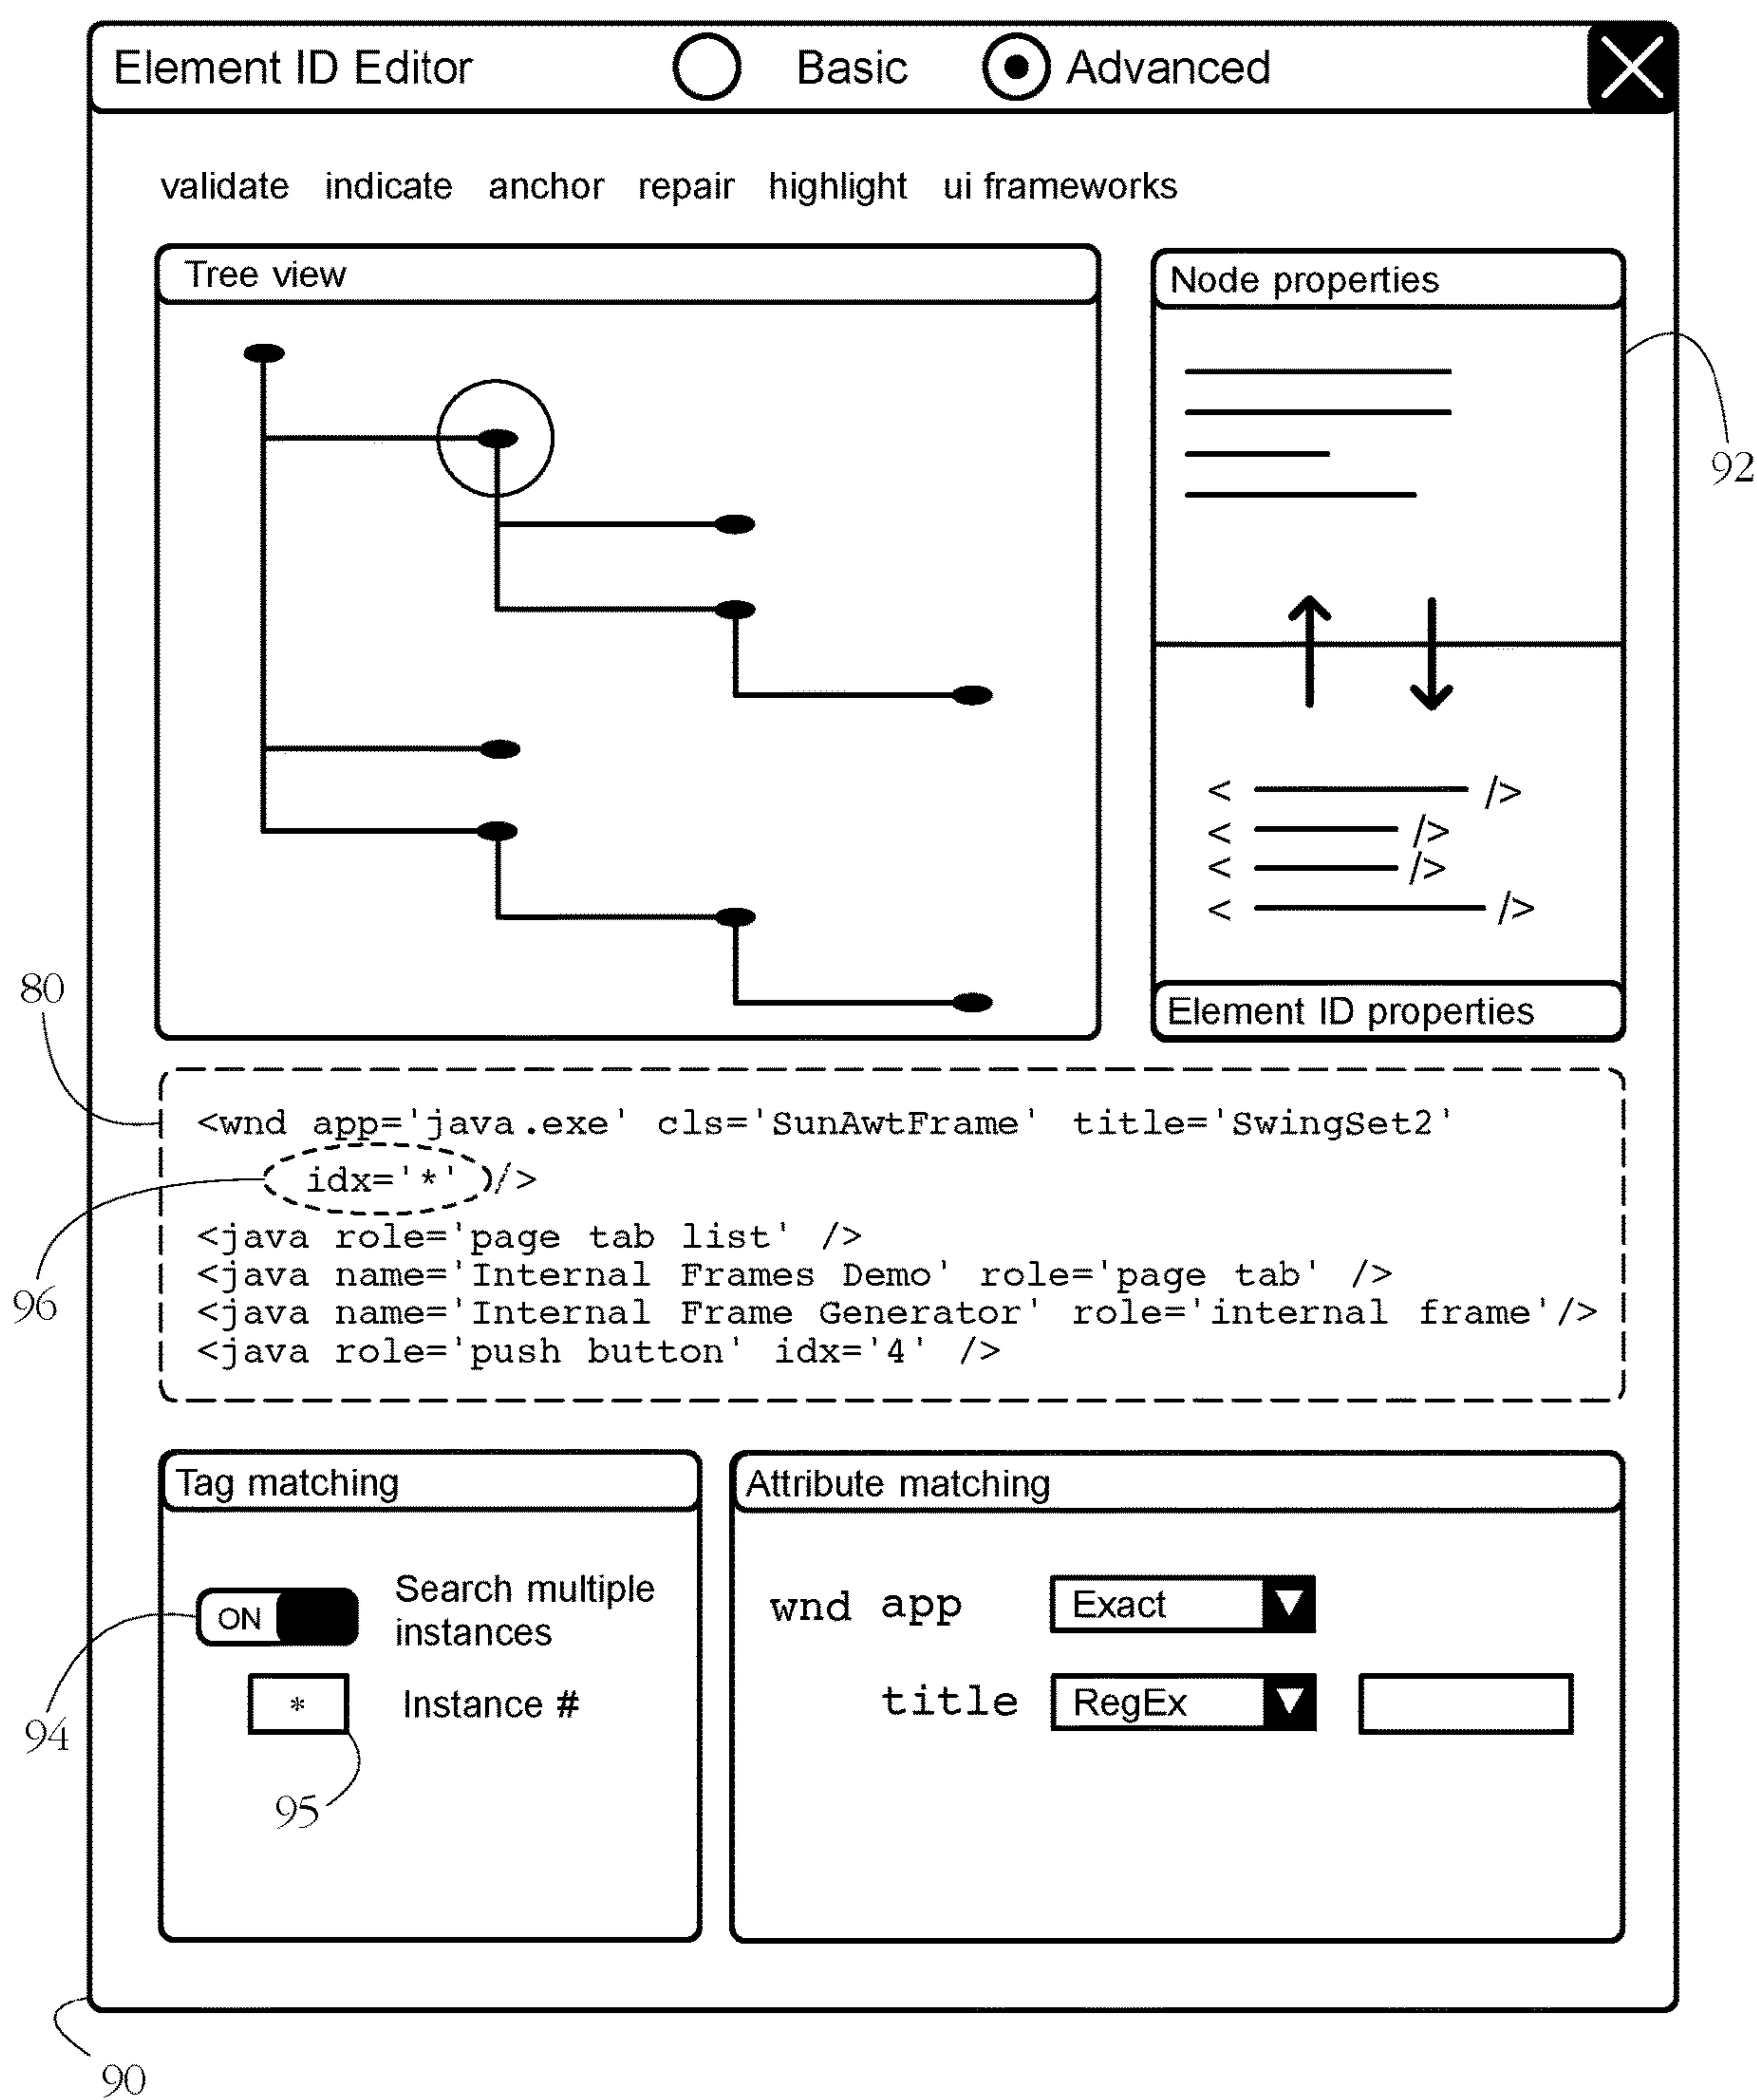 Element ID Editor Basic Advanced
validate indicate anchor repair highlight ui frameworks
Tree view
Node properties
92
< />
< />
< />
< />
Element ID properties
80
<wnd app='java.exe' cls='SunAwtFrame' title='SwingSet2'
idx='*' />
<java role='page tab list' />
<java name='Internal Frames Demo' role='page tab' />
<java name='Internal Frame Generator' role='internal frame'/>
<java role='push button' idx='4' />
96
Tag matching
ON Search multiple
instances
* Instance #
94
95
Attribute matching
wnd app Exact
title RegEx
90